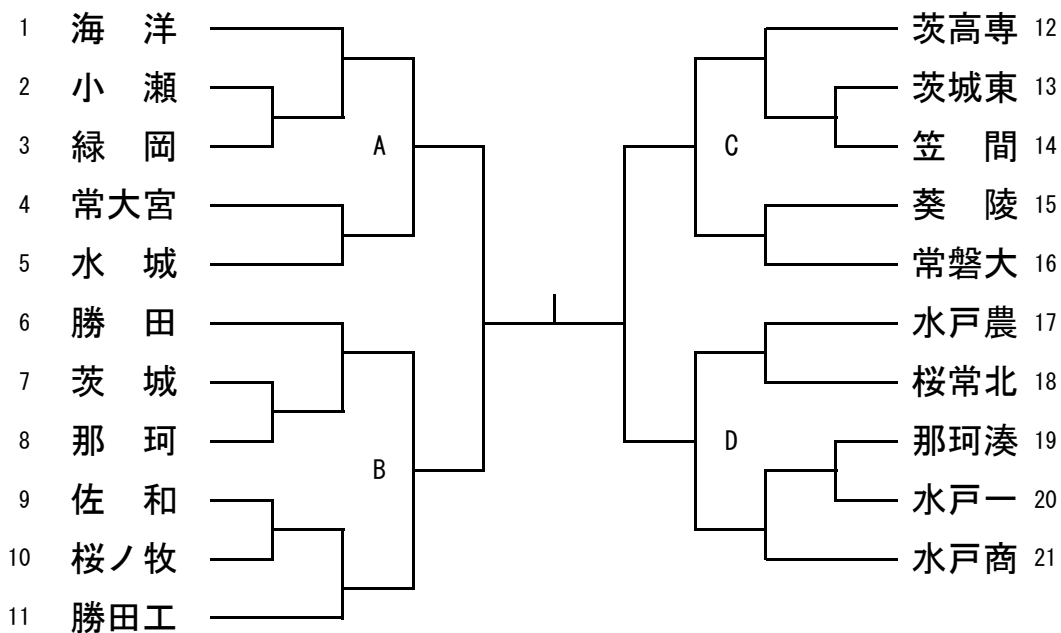 1 海 洋
2 小 瀬
3 緑 岡
4 常大宮
5 水 城
6 勝 田
7 茨 城
8 那 珂
9 佐 和
10 桜ノ牧
11 勝田工
A
B
C
D
茨高専 12
茨城東 13
笠 間 14
葵 陵 15
常磐大 16
水戸農 17
桜常北 18
那珂湊 19
水戸一 20
水戸商 21